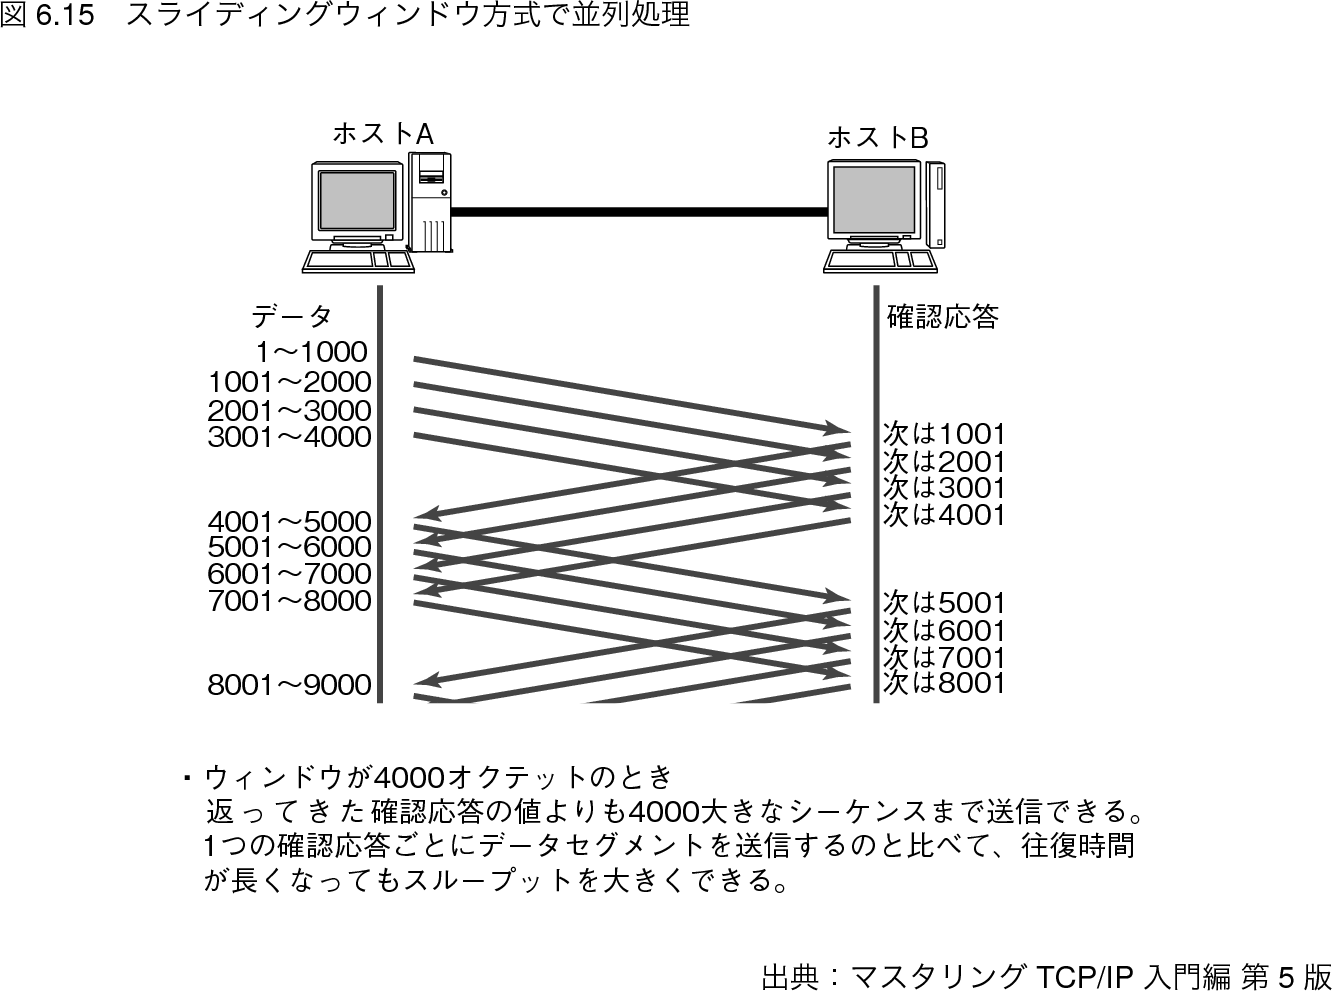 図 6.15 スライディングウィンドウ方式で並列処理
ホストA
ホストB
データ
確認応答
1～1000
1001～2000
2001～3000
3001～4000
次は1001
次は2001
次は3001
次は4001
4001～5000
5001～6000
6001～7000
7001～8000
次は5001
次は6001
次は7001
次は8001
8001～9000
・ウィンドウが4000オクテットのとき
返ってきた確認応答の値よりも4000大きなシーケンスまで送信できる。
1つの確認応答ごとにデータセグメントを送信するのと比べて、往復時間
が長くなってもスループットを大きくできる。
出典：マスタリング TCP/IP 入門編 第 5 版